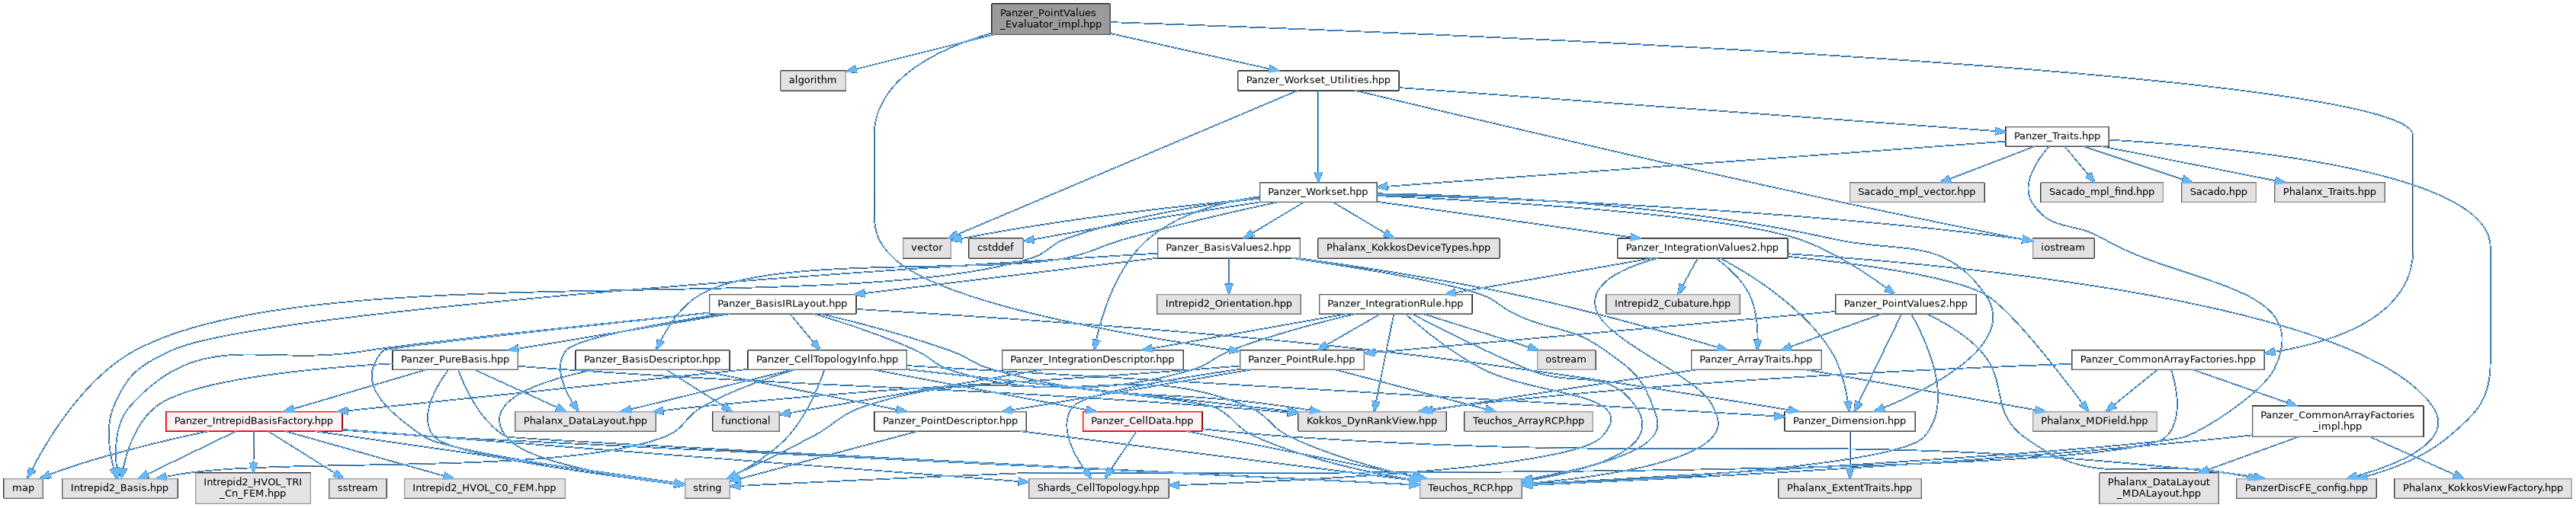 Panzer_PointValues
_Evaluator_impl.hpp
algorithm
Panzer_Workset_Utilities.hpp
Panzer_Traits.hpp
Panzer_Workset.hpp
Sacado_mpl_vector.hpp
Sacado_mpl_find.hpp
Sacado.hpp
Phalanx_Traits.hpp
vector
cstddef
Panzer_BasisValues2.hpp
Phalanx_KokkosDeviceTypes.hpp
Panzer_IntegrationValues2.hpp
iostream
Panzer_BasisIRLayout.hpp
Intrepid2_Orientation.hpp
Panzer_IntegrationRule.hpp
Intrepid2_Cubature.hpp
Panzer_PointValues2.hpp
Panzer_PureBasis.hpp
Panzer_BasisDescriptor.hpp
Panzer_CellTopologyInfo.hpp
Panzer_IntegrationDescriptor.hpp
Panzer_PointRule.hpp
ostream
Panzer_ArrayTraits.hpp
Panzer_CommonArrayFactories.hpp
Panzer_IntrepidBasisFactory.hpp
Phalanx_DataLayout.hpp
functional
Panzer_PointDescriptor.hpp
Panzer_CellData.hpp
Kokkos_DynRankView.hpp
Teuchos_ArrayRCP.hpp
Panzer_Dimension.hpp
Phalanx_MDField.hpp
Panzer_CommonArrayFactories
_impl.hpp
map
Intrepid2_Basis.hpp
Intrepid2_HVOL_TRI
_Cn_FEM.hpp
sstream
Intrepid2_HVOL_C0_FEM.hpp
string
Shards_CellTopology.hpp
Teuchos_RCP.hpp
Phalanx_ExtentTraits.hpp
Phalanx_DataLayout
_MDALayout.hpp
PanzerDiscFE_config.hpp
Phalanx_KokkosViewFactory.hpp